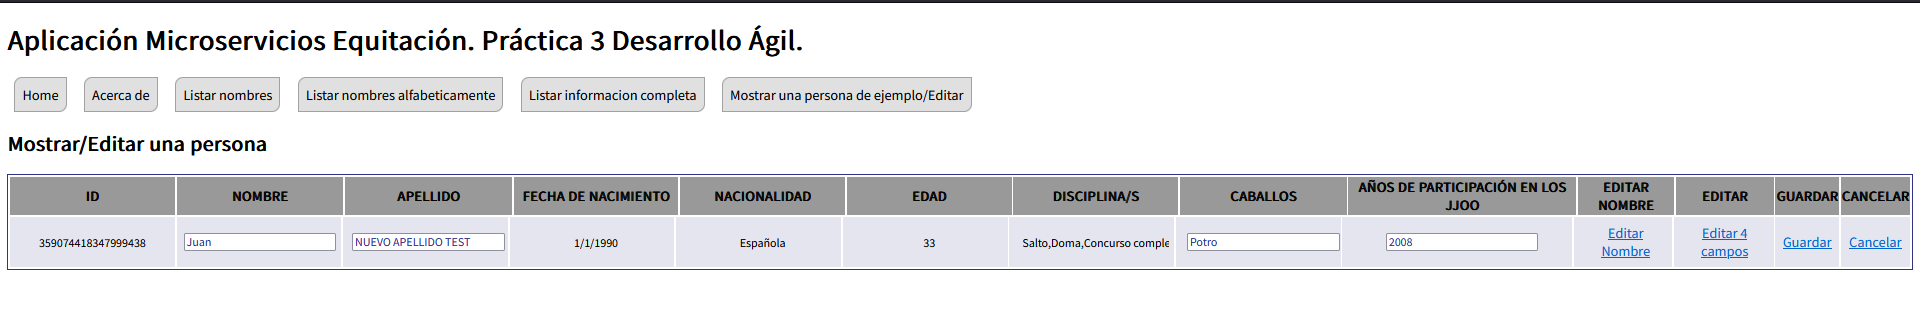 Aplicación Microservicios Equitación. Práctica 3 Desarrollo Ágil.
Home Acerca de Listar nombres Listar nombres alfabeticamente Listar informacion completa Mostrar una persona de ejemplo/Editar
Mostrar/Editar una persona
ID NOMBRE APELLIDO FECHA DE NACIMIENTO NACIONALIDAD EDAD DISCIPLINA/S CABALLOS AÑOS DE PARTICIPACIÓN EN LOS JJOO EDITAR NOMBRE EDITAR GUARDAR CANCELAR
359074418347999438 Juan NUEVO APELLIDO TEST 1/1/1990 Española 33 Salto,Doma,Concurso comple Potro 2008 Editar Nombre Editar 4 campos Guardar Cancelar